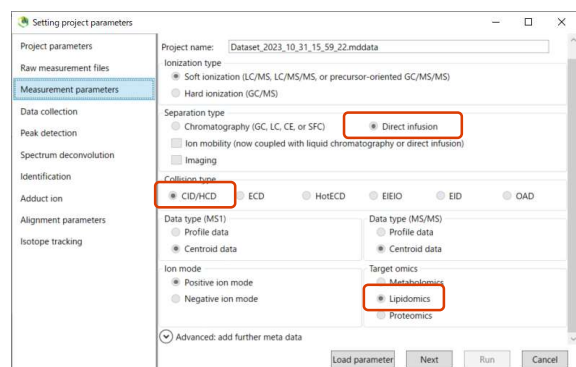 Setting project parameters
Project parameters
Raw measurement files
Measurement parameters
Data collection
Peak detection
Spectrum deconvolution
Identification
Adduct ion
Alignment parameters
Isotope tracking
Project name: Dataset_2023_10_31_15_59_22.mddata
Ionization type
Soft ionization (LC/MS, LC/MS/MS, or precursor-oriented GC/MS/MS)
Hard ionization (GC/MS)
Separation type
Chromatography (GC, LC, CE, or SFC) Direct infusion
Ion mobility (now coupled with liquid chromatography or direct infusion)
Imaging
Collision type
CID/HCD ECD HotECD EIEIO EID OAD
Data type (MS1) Data type (MS/MS)
Profile data Profile data
Centroid data Centroid data
Ion mode Target omics
Positive ion mode Metabolomics
Negative ion mode Lipidomics
Proteomics
Advanced: add further meta data
Load parameter Next Run Cancel